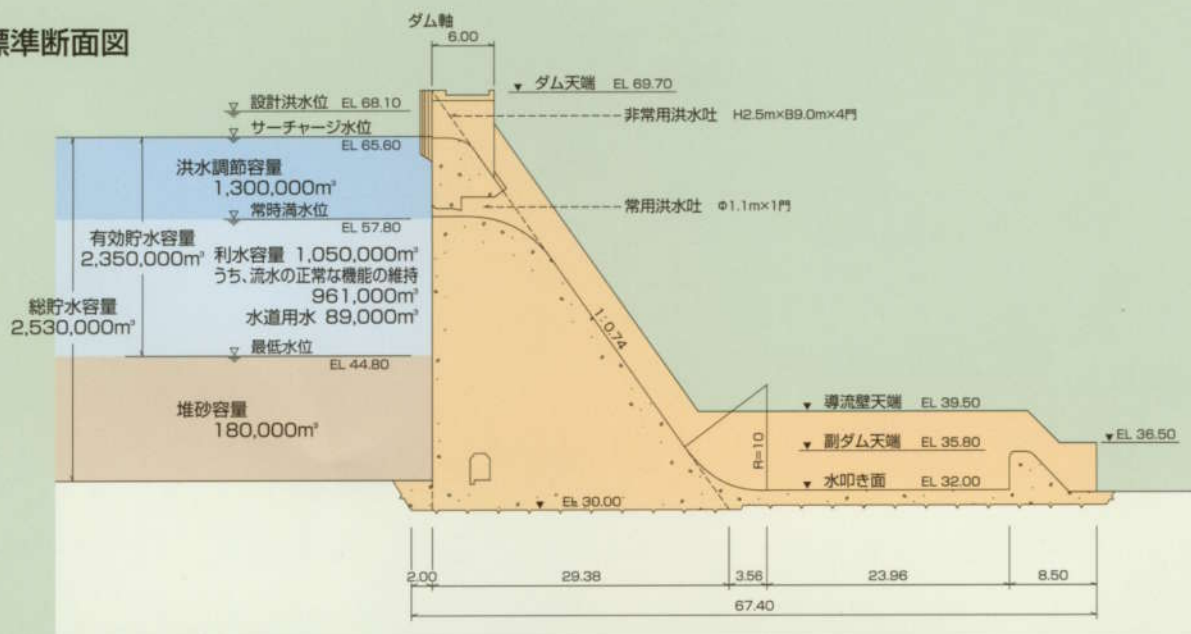 標準断面図
ダム軸
6.00
ダム天端 EL 69.70
設計洪水位 EL 68.10
非常用洪水吐 H2.5m×B9.0m×4門
サーチャージ水位
EL 65.60
洪水調節容量
1,300,000m³
常用洪水吐 Φ1.1m×1門
常時満水位
EL 57.80
有効貯水容量
2,350,000m³
利水容量 1,050,000m³
うち、流水の正常な機能の維持
961,000m³
水道用水 89,000m³
総貯水容量
2,530,000m³
1:0.74
最低水位
EL 44.80
堆砂容量
180,000m³
導流壁天端 EL 39.50
副ダム天端 EL 35.80
EL 36.50
R=10
水叩き面 EL 32.00
EL 30.00
2.00
29.38
3.56
23.96
8.50
67.40